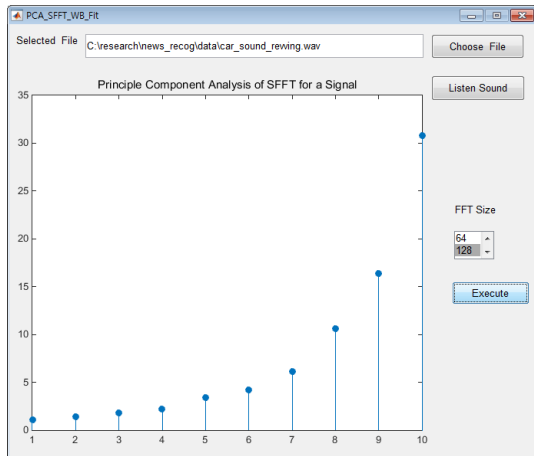 PCA_SFFT_WB_Fit
Selected File C:\research\news_recog\data\car_sound_revving.wav Choose File
Listen Sound
Principle Component Analysis of SFFT for a Signal
35
30
25
20
15
10
5
0
1 2 3 4 5 6 7 8 9 10
FFT Size
64
128
Execute